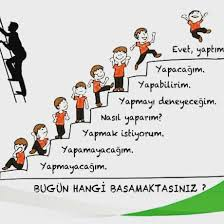 Evet, yaptım
Yapacağım.
Yapabilirim.
Yapmayı deneyeceğim.
Nasıl yaparım?
Yapmak istiyorum.
Yapamayacağım.
Yapmayacağım.
BUGÜN HANGİ BASAMAKTASINIZ ?